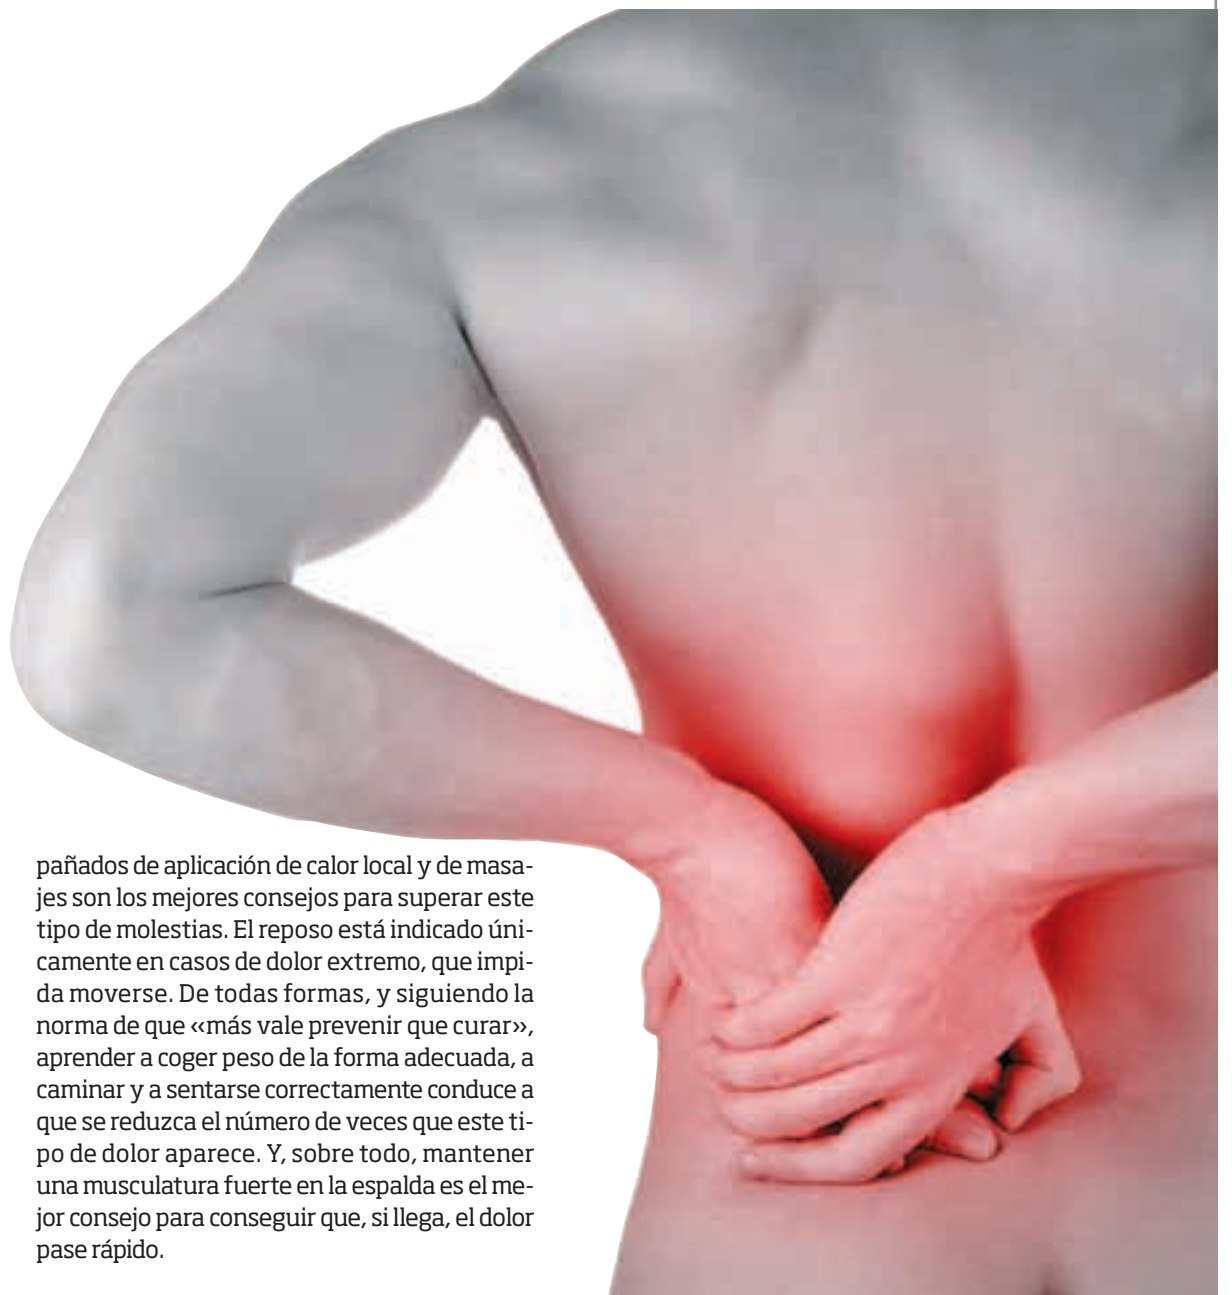 pañados de aplicación de calor local y de masa-
jes son los mejores consejos para superar este
tipo de molestias. El reposo está indicado úni-
camente en casos de dolor extremo, que impi-
da moverse. De todas formas, y siguiendo la
norma de que «más vale prevenir que curar»,
aprender a coger peso de la forma adecuada, a
caminar y a sentarse correctamente conduce a
que se reduzca el número de veces que este ti-
po de dolor aparece. Y, sobre todo, mantener
una musculatura fuerte en la espalda es el me-
jor consejo para conseguir que, si llega, el dolor
pase rápido.